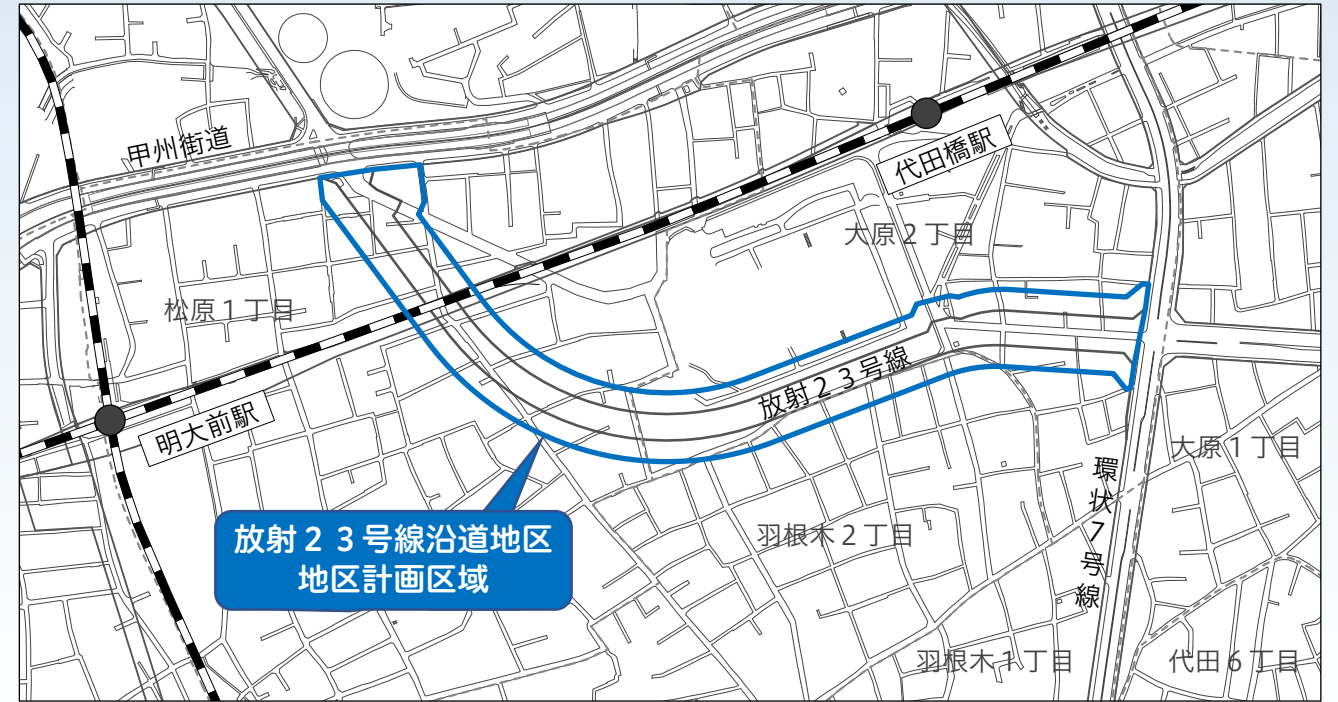 甲州街道
代田橋駅
大原２丁目
松原１丁目
放射２３号線
明大前駅
大原１丁目
環状７号線
放射２３号線沿道地区
地区計画区域
羽根木２丁目
羽根木１丁目
代田６丁目